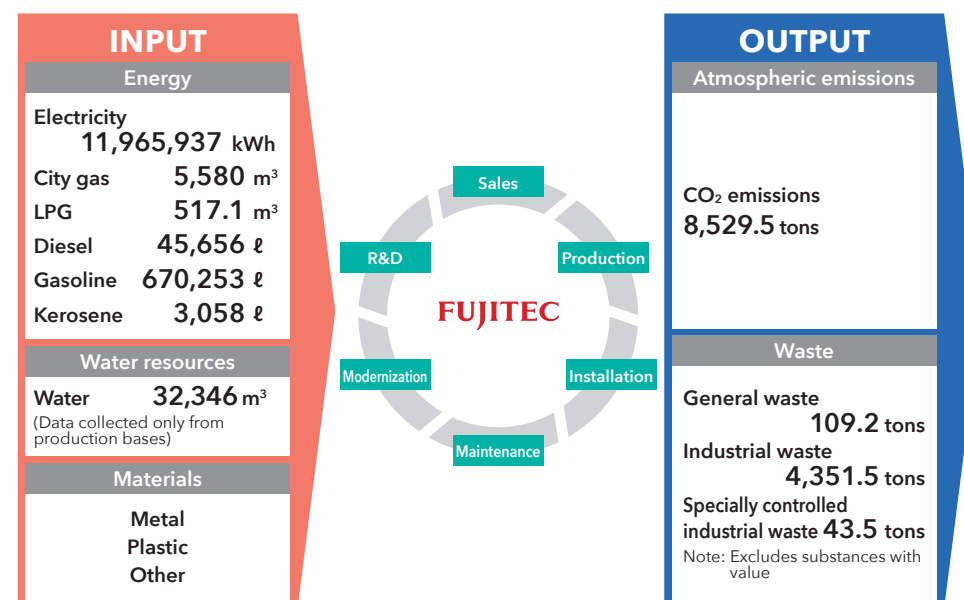 INPUT
Energy
Electricity
11,965,937 kWh
City gas 5,580 m³
LPG 517.1 m³
Diesel 45,656 ℓ
Gasoline 670,253 ℓ
Kerosene 3,058 ℓ
Water resources
Water 32,346 m³
(Data collected only from
production bases)
Materials
Metal
Plastic
Other
Sales
R&D
Production
FUJITEC
Modernization
Installation
Maintenance
OUTPUT
Atmospheric emissions
CO₂ emissions
8,529.5 tons
Waste
General waste
109.2 tons
Industrial waste
4,351.5 tons
Specially controlled
industrial waste 43.5 tons
Note: Excludes substances with
value